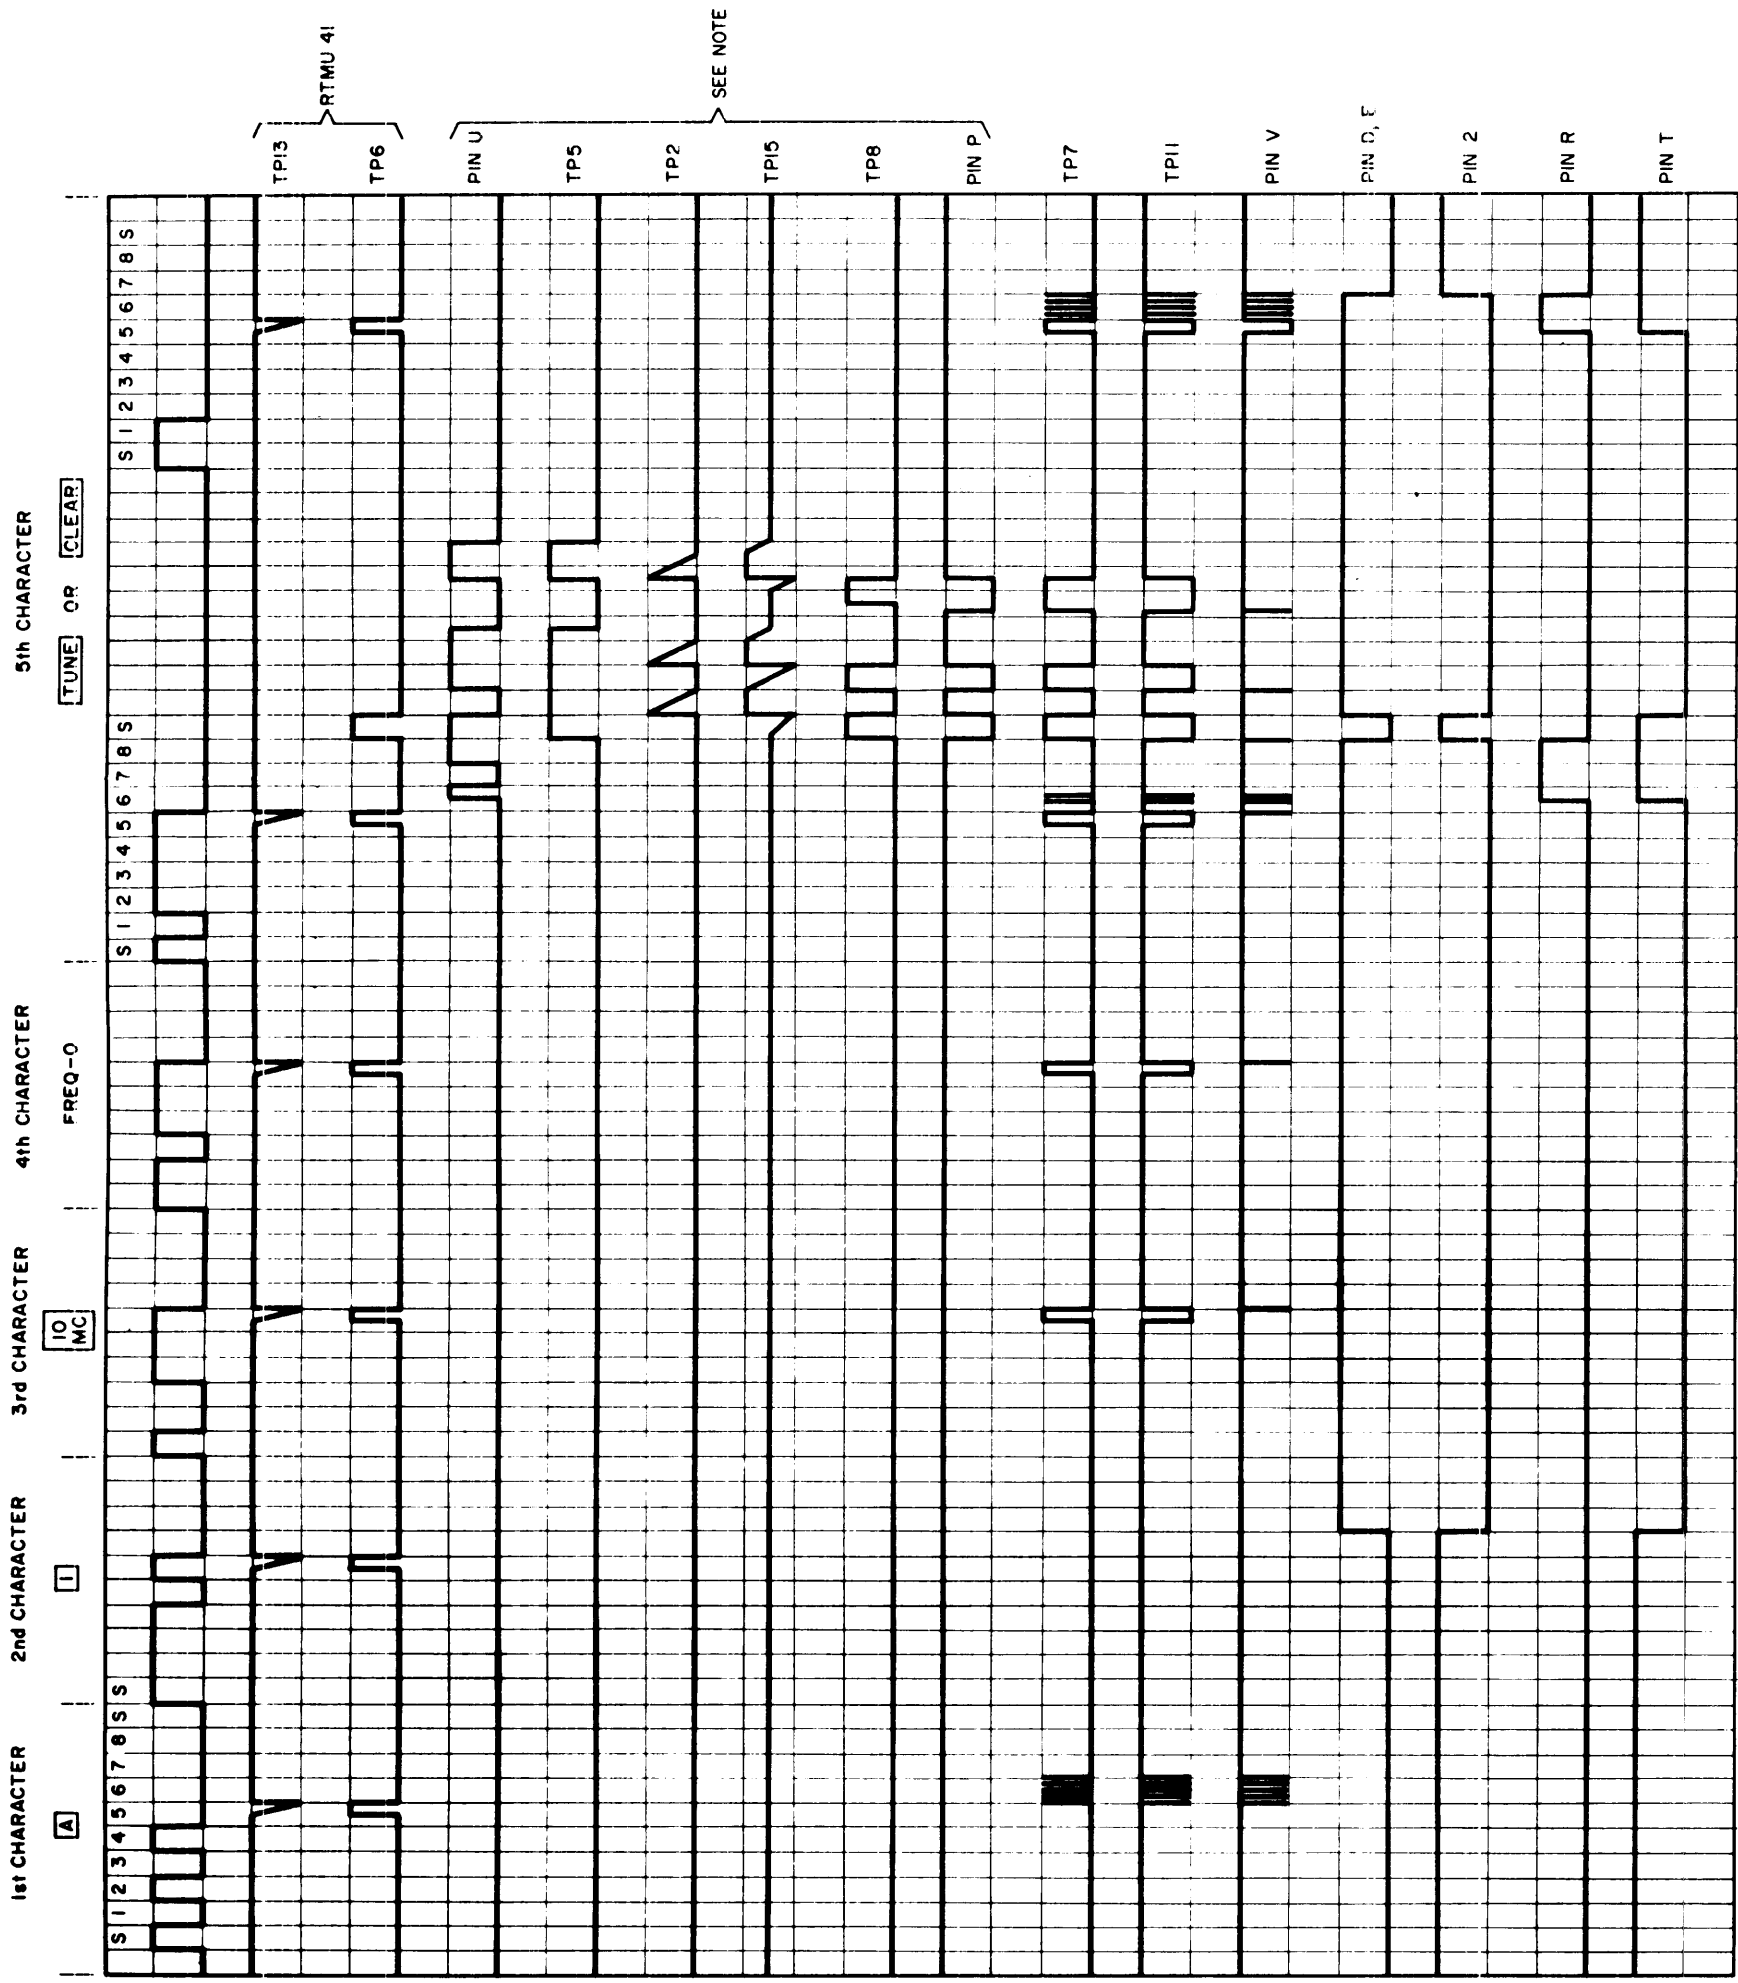 1st CHARACTER 2nd CHARACTER 3rd CHARACTER 4th CHARACTER 5th CHARACTER
A 1 10 MC FREQ-0 TUNE OR CLEAR
S 1 2 3 4 5 6 7 8 S S S 1 2 3 4 5 6 7 8 S S 1 2 3 4 5 6 7 8 S
TP13
TP6
RTMU 41
PIN U
TP5
TP2
TP15
TP8
PIN P
SEE NOTE
TP7
TP11
PIN V
PIN D, E
PIN 2
PIN R
PIN T